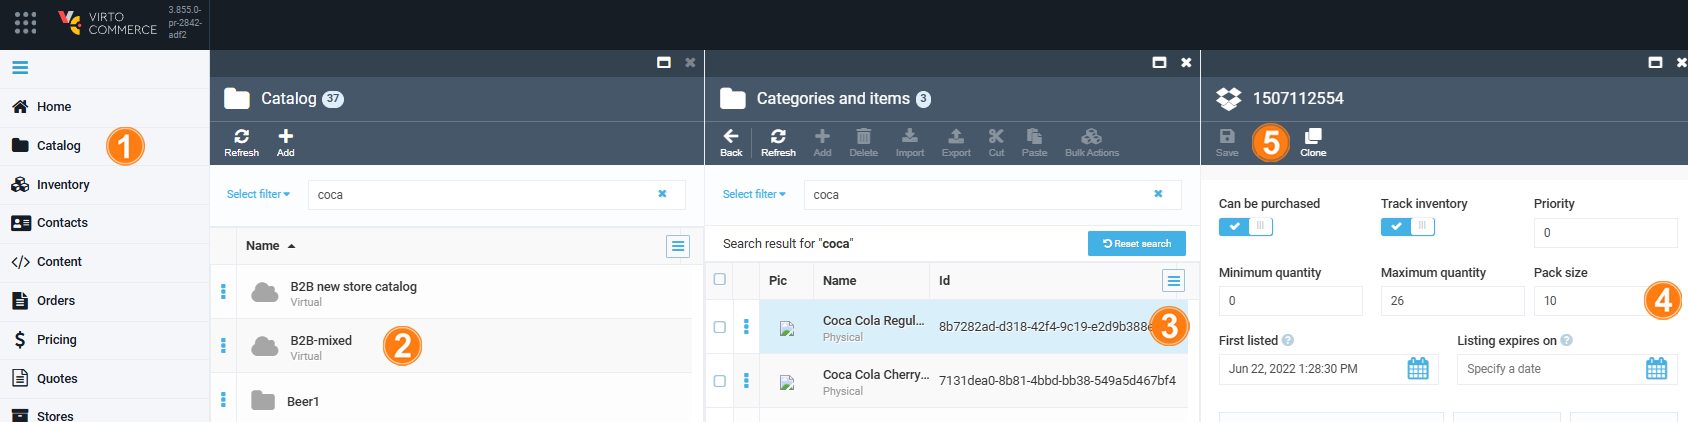 VIRTO
COMMERCE
3.855.0-
pr-2842-
adf2
Home
Catalog
1
Inventory
Contacts
Content
Orders
Pricing
Quotes
Stores
Catalog 37
Refresh Add
Select filter coca
Name
B2B new store catalog
Virtual
B2B-mixed
Virtual
2
Beer1
Categories and items 3
Back Refresh Add Delete Import Export Cut Paste Bulk Actions
Select filter coca
Search result for "coca" Reset search
Pic Name Id
Coca Cola Regul... 8b7282ad-d318-42f4-9c19-e2d9b388e
Physical
3
Coca Cola Cherry... 7131dea0-8b81-4bbd-bb38-549a5d467bf4
Physical
1507112554
Save 5 Clone
Can be purchased Track inventory Priority
0
Minimum quantity Maximum quantity Pack size
0 26 10 4
First listed ? Listing expires on ?
Jun 22, 2022 1:28:30 PM Specify a date